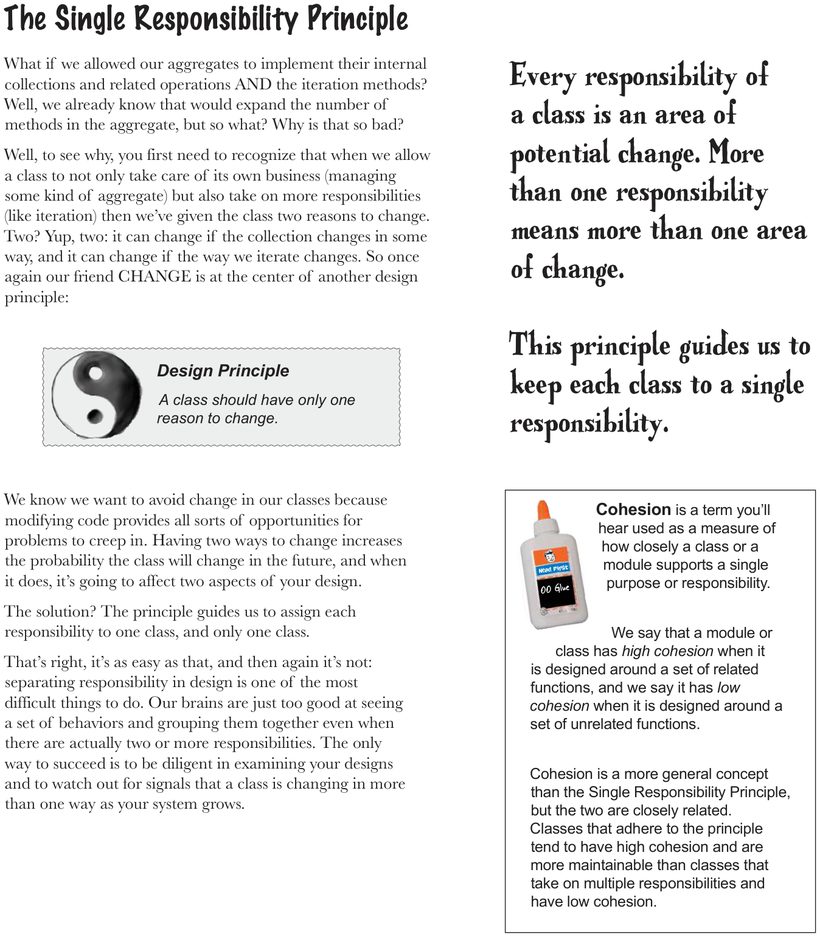 The Single Responsibility Principle
What if we allowed our aggregates to implement their internal
collections and related operations AND the iteration methods?
Well, we already know that would expand the number of
methods in the aggregate, but so what? Why is that so bad?
Well, to see why, you first need to recognize that when we allow
a class to not only take care of its own business (managing
some kind of aggregate) but also take on more responsibilities
(like iteration) then we've given the class two reasons to change.
Two? Yup, two: it can change if the collection changes in some
way, and it can change if the way we iterate changes. So once
again our friend CHANGE is at the center of another design
principle:
Design Principle
A class should have only one
reason to change.
We know we want to avoid change in our classes because
modifying code provides all sorts of opportunities for
problems to creep in. Having two ways to change increases
the probability the class will change in the future, and when
it does, it's going to affect two aspects of your design.
The solution? The principle guides us to assign each
responsibility to one class, and only one class.
That's right, it's as easy as that, and then again it's not:
separating responsibility in design is one of the most
difficult things to do. Our brains are just too good at seeing
a set of behaviors and grouping them together even when
there are actually two or more responsibilities. The only
way to succeed is to be diligent in examining your designs
and to watch out for signals that a class is changing in more
than one way as your system grows.
Every responsibility of
a class is an area of
potential change. More
than one responsibility
means more than one area
of change.
This principle guides us to
keep each class to a single
responsibility.
Head First
OO Glue
Cohesion is a term you'll
hear used as a measure of
how closely a class or a
module supports a single
purpose or responsibility.
We say that a module or
class has high cohesion when it
is designed around a set of related
functions, and we say it has low
cohesion when it is designed around a
set of unrelated functions.
Cohesion is a more general concept
than the Single Responsibility Principle,
but the two are closely related.
Classes that adhere to the principle
tend to have high cohesion and are
more maintainable than classes that
take on multiple responsibilities and
have low cohesion.